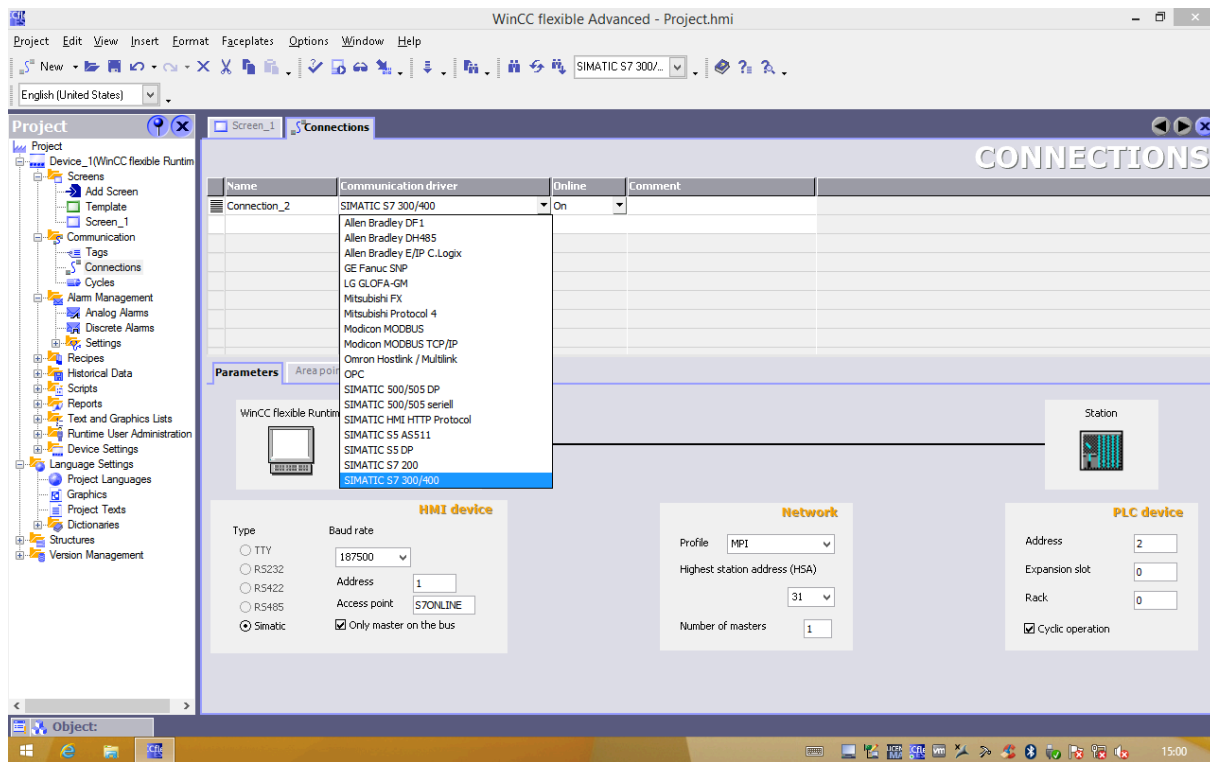 WinCC flexible Advanced - Project.hmi
Project Edit View Insert Format Faceplates Options Window Help
New
SIMATIC S7 300/...
English (United States)
Project
Screen_1
Connections
Project
Device_1(WinCC flexible Runtim
Screens
Add Screen
Template
Screen_1
Communication
Tags
Connections
Cycles
Alarm Management
Analog Alarms
Discrete Alarms
Settings
Recipes
Historical Data
Scripts
Reports
Text and Graphics Lists
Runtime User Administration
Device Settings
Language Settings
Project Languages
Graphics
Project Texts
Dictionaries
Structures
Version Management
CONNECTIONS
Name Communication driver Online Comment
Connection_2 SIMATIC S7 300/400 On
Allen Bradley DF1
Allen Bradley DH485
Allen Bradley E/IP C.Logix
GE Fanuc SNP
LG GLOFA-GM
Mitsubishi FX
Mitsubishi Protocol 4
Modicon MODBUS
Modicon MODBUS TCP/IP
Omron Hostlink / Multilink
OPC
SIMATIC 500/505 DP
SIMATIC 500/505 seriell
SIMATIC HMI HTTP Protocol
SIMATIC S5 AS511
SIMATIC S5 DP
SIMATIC S7 200
SIMATIC S7 300/400
Parameters Area poin
WinCC flexible Runtim
Station
HMI device
Type Baud rate
TTY
187500
RS232
Address 1
RS422
Access point S7ONLINE
RS485
Simatic Only master on the bus
Network
Profile MPI
Highest station address (HSA)
31
Number of masters 1
PLC device
Address 2
Expansion slot 0
Rack 0
Cyclic operation
Object:
15:00